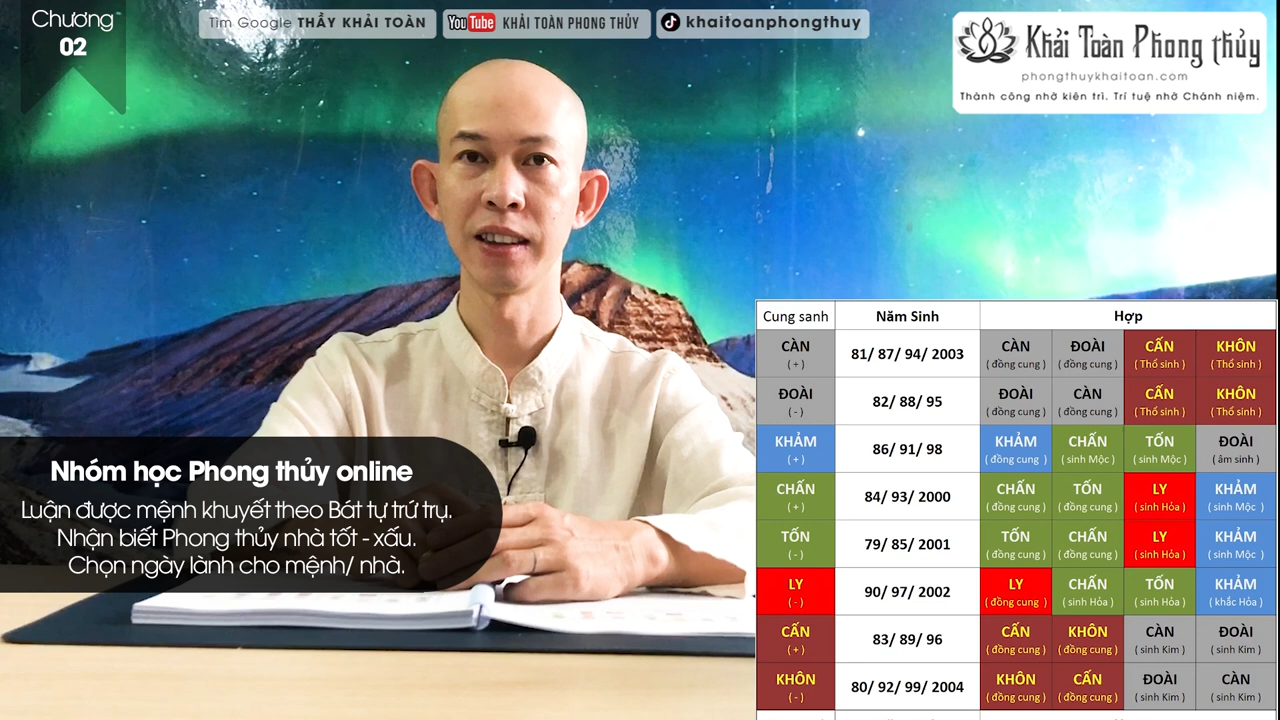 Chương
02
Tìm Google THẦY KHẢI TOÀN
YouTube KHẢI TOÀN PHONG THỦY
khaitoanphongthuy
Khải Toàn Phong thủy
phongthuykhaitoan.com
Thành công nhờ kiên trì. Trí tuệ nhờ Chánh niệm.
Nhóm học Phong thủy online
Luận được mệnh khuyết theo Bát tự trứ trụ.
Nhận biết Phong thủy nhà tốt - xấu.
Chọn ngày lành cho mệnh/ nhà.
Cung sanh Năm Sinh Hợp
CÀN 81/ 87/ 94/ 2003 CÀN ĐOÀI CẤN KHÔN
( + ) ( đồng cung ) ( đồng cung ) ( Thổ sinh ) ( Thổ sinh )
ĐOÀI 82/ 88/ 95 ĐOÀI CÀN CẤN KHÔN
( - ) ( đồng cung ) ( đồng cung ) ( Thổ sinh ) ( Thổ sinh )
KHẢM 86/ 91/ 98 KHẢM CHẤN TỐN ĐOÀI
( + ) ( đồng cung ) ( sinh Mộc ) ( sinh Mộc ) ( âm sinh )
CHẤN 84/ 93/ 2000 CHẤN TỐN LY KHẢM
( + ) ( đồng cung ) ( đồng cung ) ( sinh Hỏa ) ( sinh Mộc )
TỐN 79/ 85/ 2001 TỐN CHẤN LY KHẢM
( - ) ( đồng cung ) ( đồng cung ) ( sinh Hỏa ) ( sinh Mộc )
LY 90/ 97/ 2002 LY CHẤN TỐN KHẢM
( - ) ( đồng cung ) ( sinh Hỏa ) ( sinh Hỏa ) ( khắc Hỏa )
CẤN 83/ 89/ 96 CẤN KHÔN CÀN ĐOÀI
( + ) ( đồng cung ) ( đồng cung ) ( sinh Kim ) ( sinh Kim )
KHÔN 80/ 92/ 99/ 2004 KHÔN CẤN ĐOÀI CÀN
( - ) ( đồng cung ) ( đồng cung ) ( sinh Kim ) ( sinh Kim )